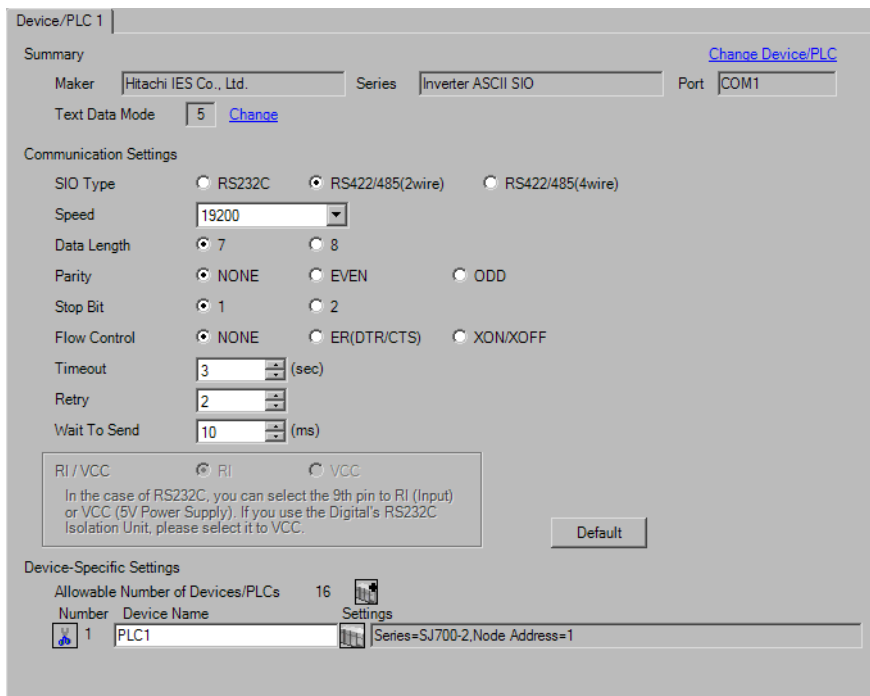 Device/PLC 1
Summary
Change Device/PLC
Maker Hitachi IES Co., Ltd. Series Inverter ASCII SIO Port COM1
Text Data Mode 5 Change
Communication Settings
SIO Type RS232C RS422/485(2wire) RS422/485(4wire)
Speed 19200
Data Length 7 8
Parity NONE EVEN ODD
Stop Bit 1 2
Flow Control NONE ER(DTR/CTS) XON/XOFF
Timeout 3 (sec)
Retry 2
Wait To Send 10 (ms)
RI / VCC RI VCC
In the case of RS232C, you can select the 9th pin to RI (Input)
or VCC (5V Power Supply). If you use the Digital's RS232C
Isolation Unit, please select it to VCC.
Default
Device-Specific Settings
Allowable Number of Devices/PLCs 16
Number Device Name Settings
1 PLC1 Series=SJ700-2,Node Address=1